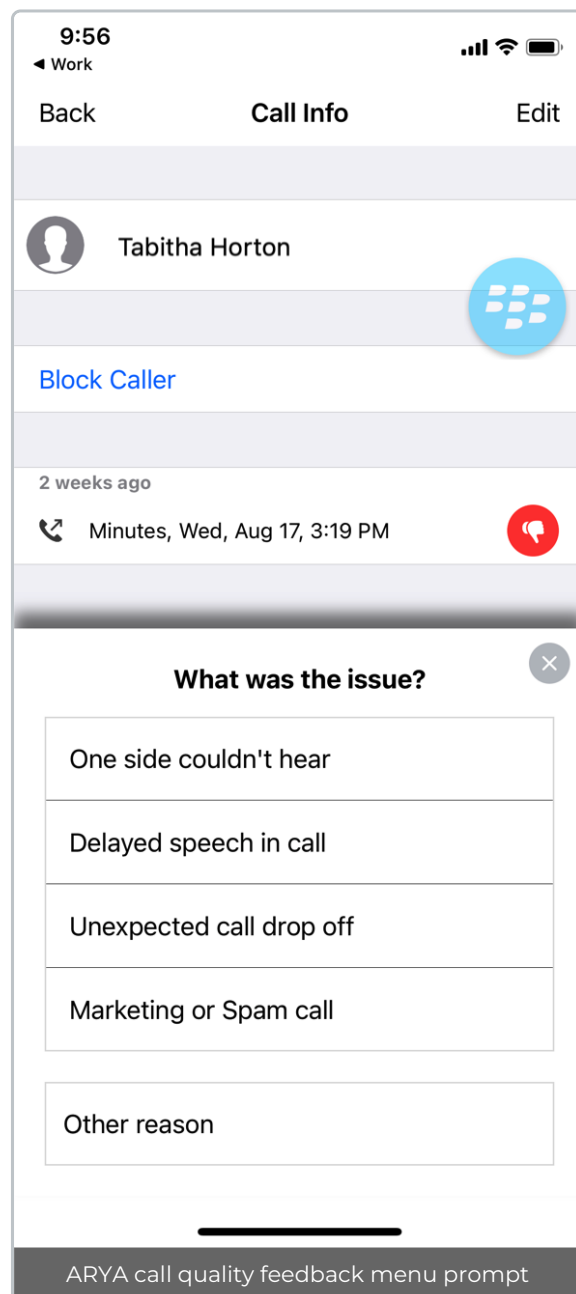 9:56
◀ Work
Back Call Info Edit
Tabitha Horton
Block Caller
2 weeks ago
Minutes, Wed, Aug 17, 3:19 PM
What was the issue?
One side couldn't hear
Delayed speech in call
Unexpected call drop off
Marketing or Spam call
Other reason
ARYA call quality feedback menu prompt